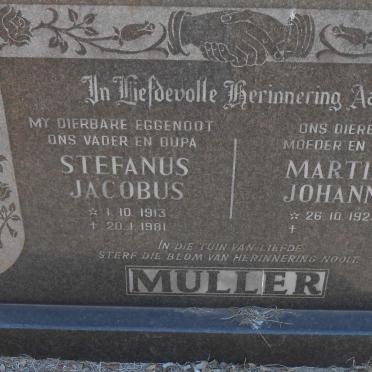 In Liefdevolle Herinnering Aa
MY DIERBARE EGGENOOT
ONS VADER EN OUPA
STEFANUS
JACOBUS
☆ 1.10.1913
✝ 20.1.1981
ONS DIERB
MOEDER EN
MARTI
JOHANN
☆ 26.10.192
✝
IN DIE TUIN VAN LIEFDE
STERF DIE BLOM VAN HERINNERING NOOIT.
MULLER